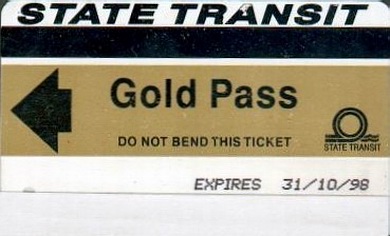 STATE TRANSIT
Gold Pass
DO NOT BEND THIS TICKET
STATE TRANSIT
EXPIRES 31/10/98